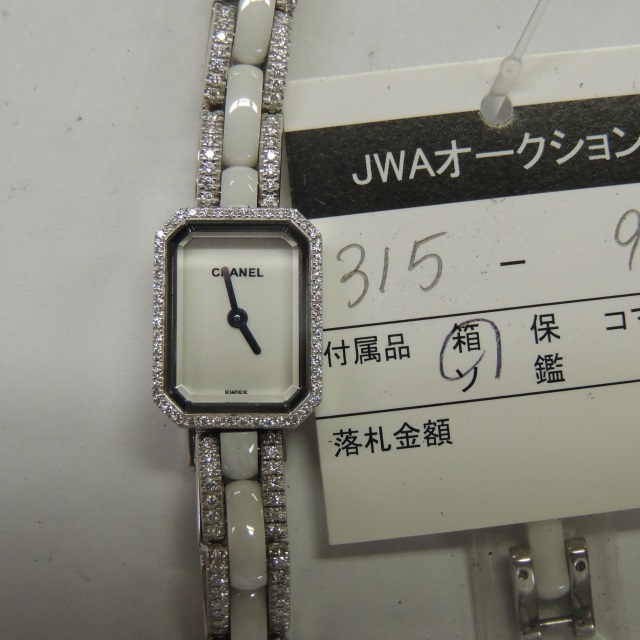 CHANEL
SWISS
JWAオークション
315 - 9
付属品 箱 保 コマ
ソ 鑑
落札金額